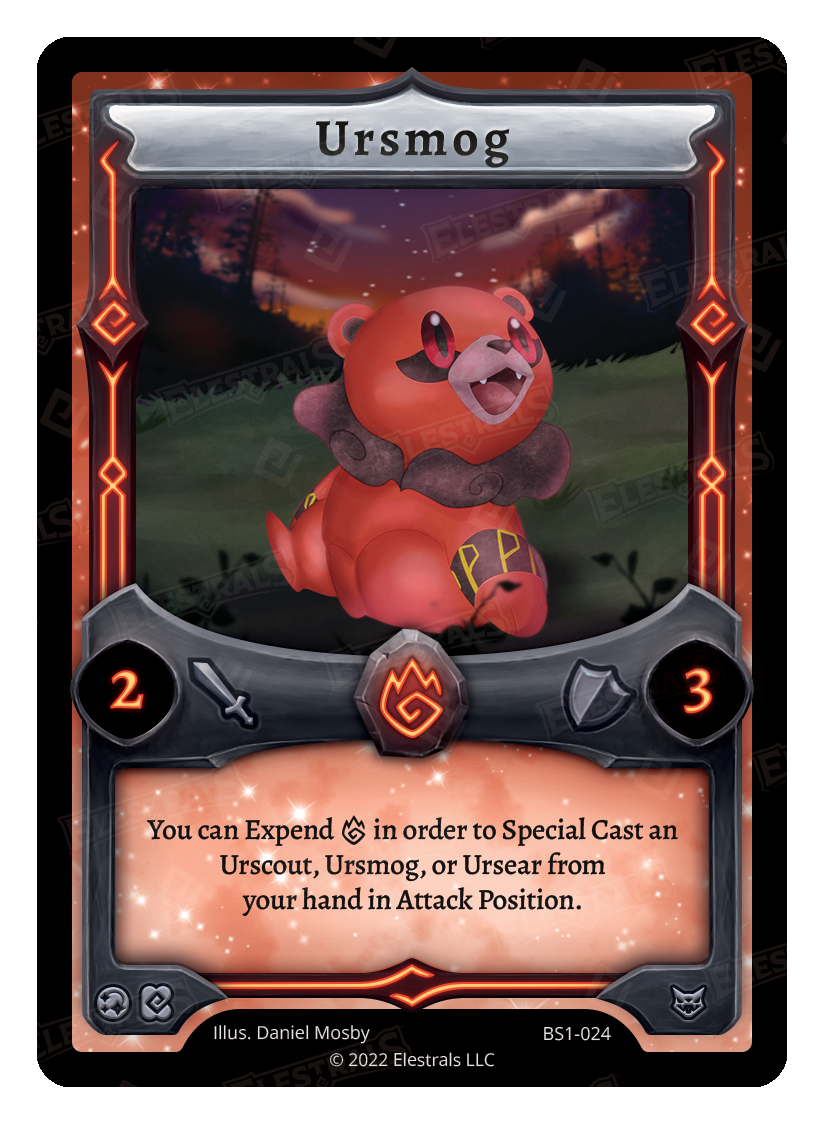 Ursmog
2
3
You can Expend in order to Special Cast an
Urscout, Ursmog, or Ursear from
your hand in Attack Position.
Illus. Daniel Mosby
BS1-024
© 2022 Elestrals LLC